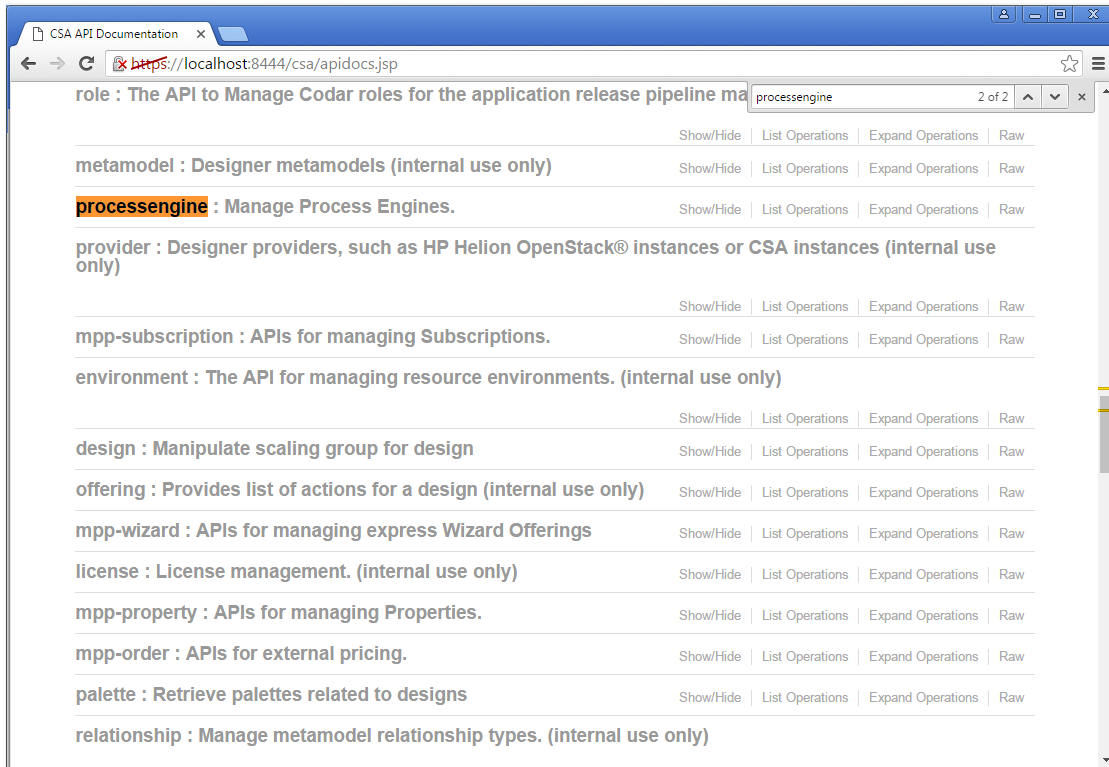 CSA API Documentation
https://localhost:8444/csa/apidocs.jsp
processengine 2 of 2
role : The API to Manage Codar roles for the application release pipeline ma
Show/Hide List Operations Expand Operations Raw
metamodel : Designer metamodels (internal use only) Show/Hide List Operations Expand Operations Raw
processengine : Manage Process Engines. Show/Hide List Operations Expand Operations Raw
provider : Designer providers, such as HP Helion OpenStack® instances or CSA instances (internal use
only)
Show/Hide List Operations Expand Operations Raw
mpp-subscription : APIs for managing Subscriptions. Show/Hide List Operations Expand Operations Raw
environment : The API for managing resource environments. (internal use only)
Show/Hide List Operations Expand Operations Raw
design : Manipulate scaling group for design Show/Hide List Operations Expand Operations Raw
offering : Provides list of actions for a design (internal use only) Show/Hide List Operations Expand Operations Raw
mpp-wizard : APIs for managing express Wizard Offerings Show/Hide List Operations Expand Operations Raw
license : License management. (internal use only) Show/Hide List Operations Expand Operations Raw
mpp-property : APIs for managing Properties. Show/Hide List Operations Expand Operations Raw
mpp-order : APIs for external pricing. Show/Hide List Operations Expand Operations Raw
palette : Retrieve palettes related to designs Show/Hide List Operations Expand Operations Raw
relationship : Manage metamodel relationship types. (internal use only)